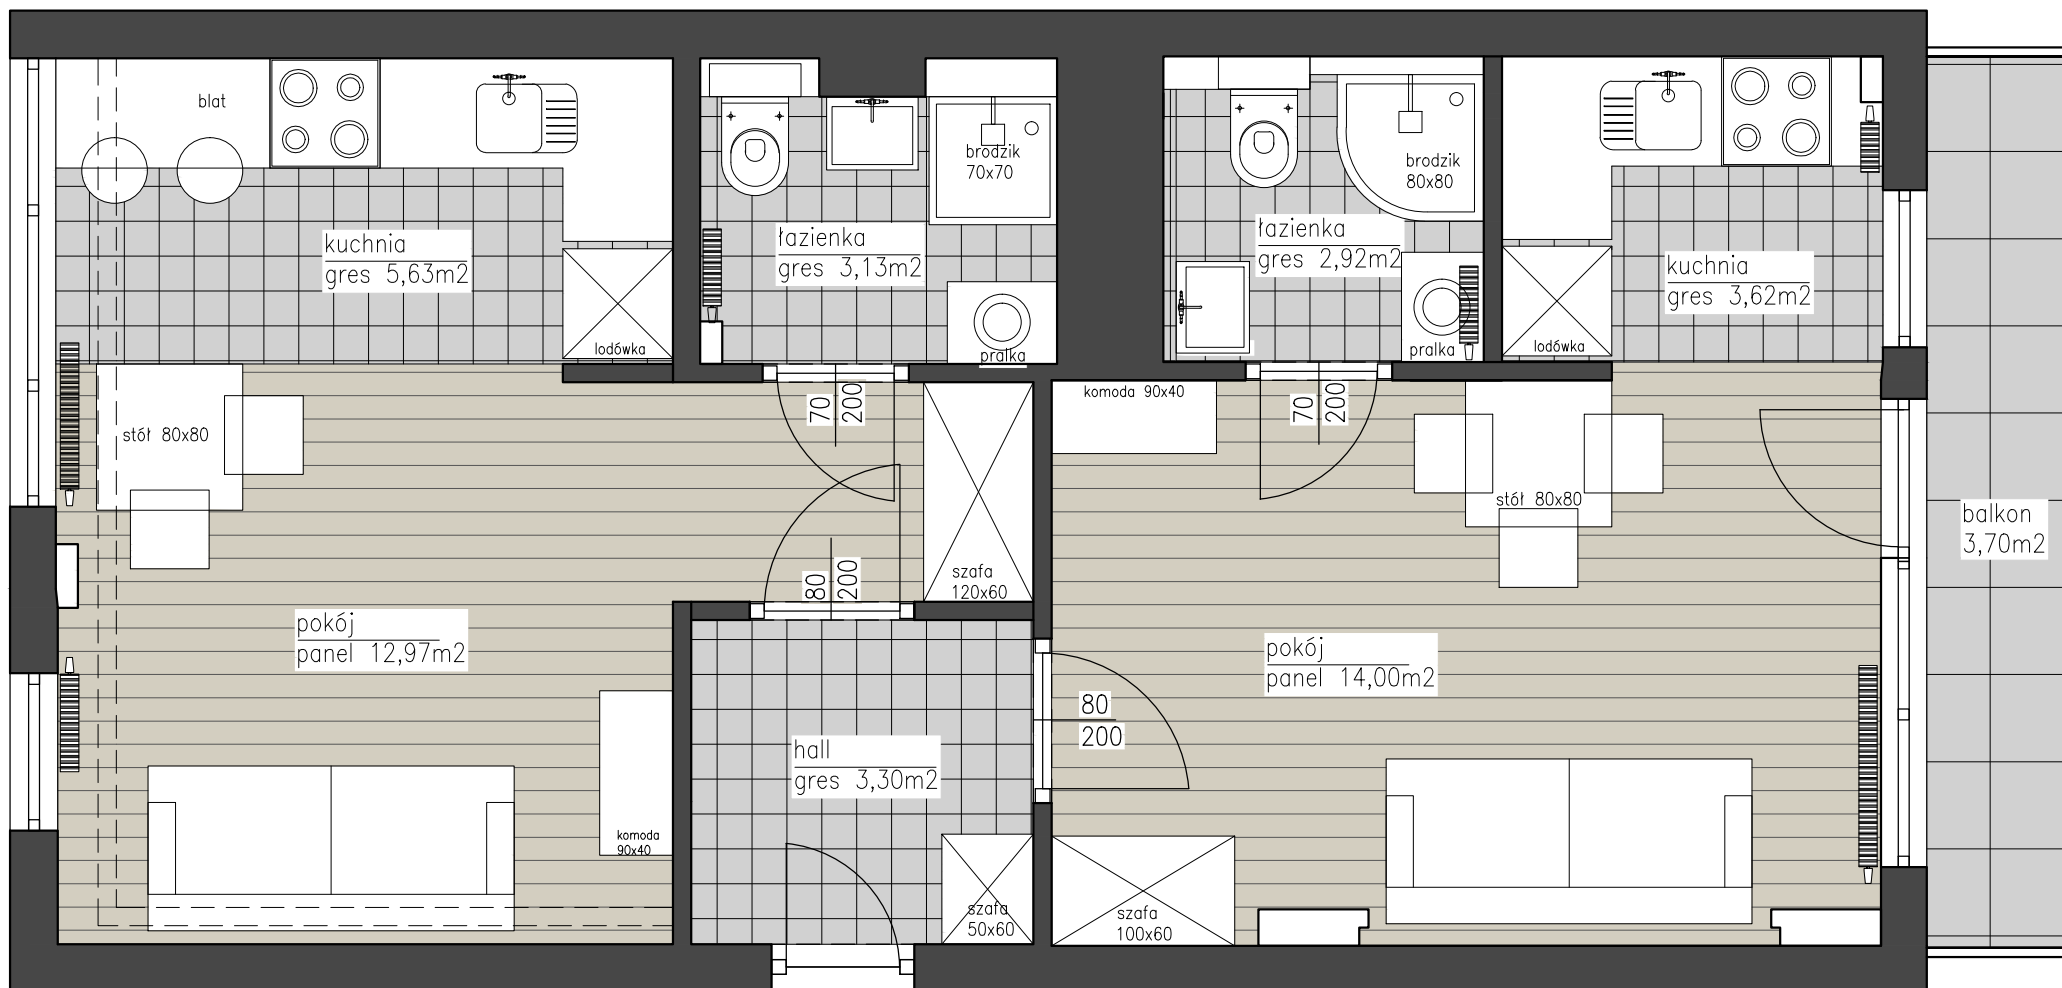 blat
kuchnia
gres 5,63m2
lodówka
łazienka
gres 3,13m2
brodzik
70x70
pralka
łazienka
gres 2,92m2
brodzik
80x80
pralka
kuchnia
gres 3,62m2
lodówka
stół 80x80
70
200
szafa
120x60
80
200
pokój
panel 12,97m2
komoda
90x40
hall
gres 3,30m2
szafa
50x60
komoda 90x40
70
200
stół 80x80
pokój
panel 14,00m2
80
200
szafa
100x60
balkon
3,70m2